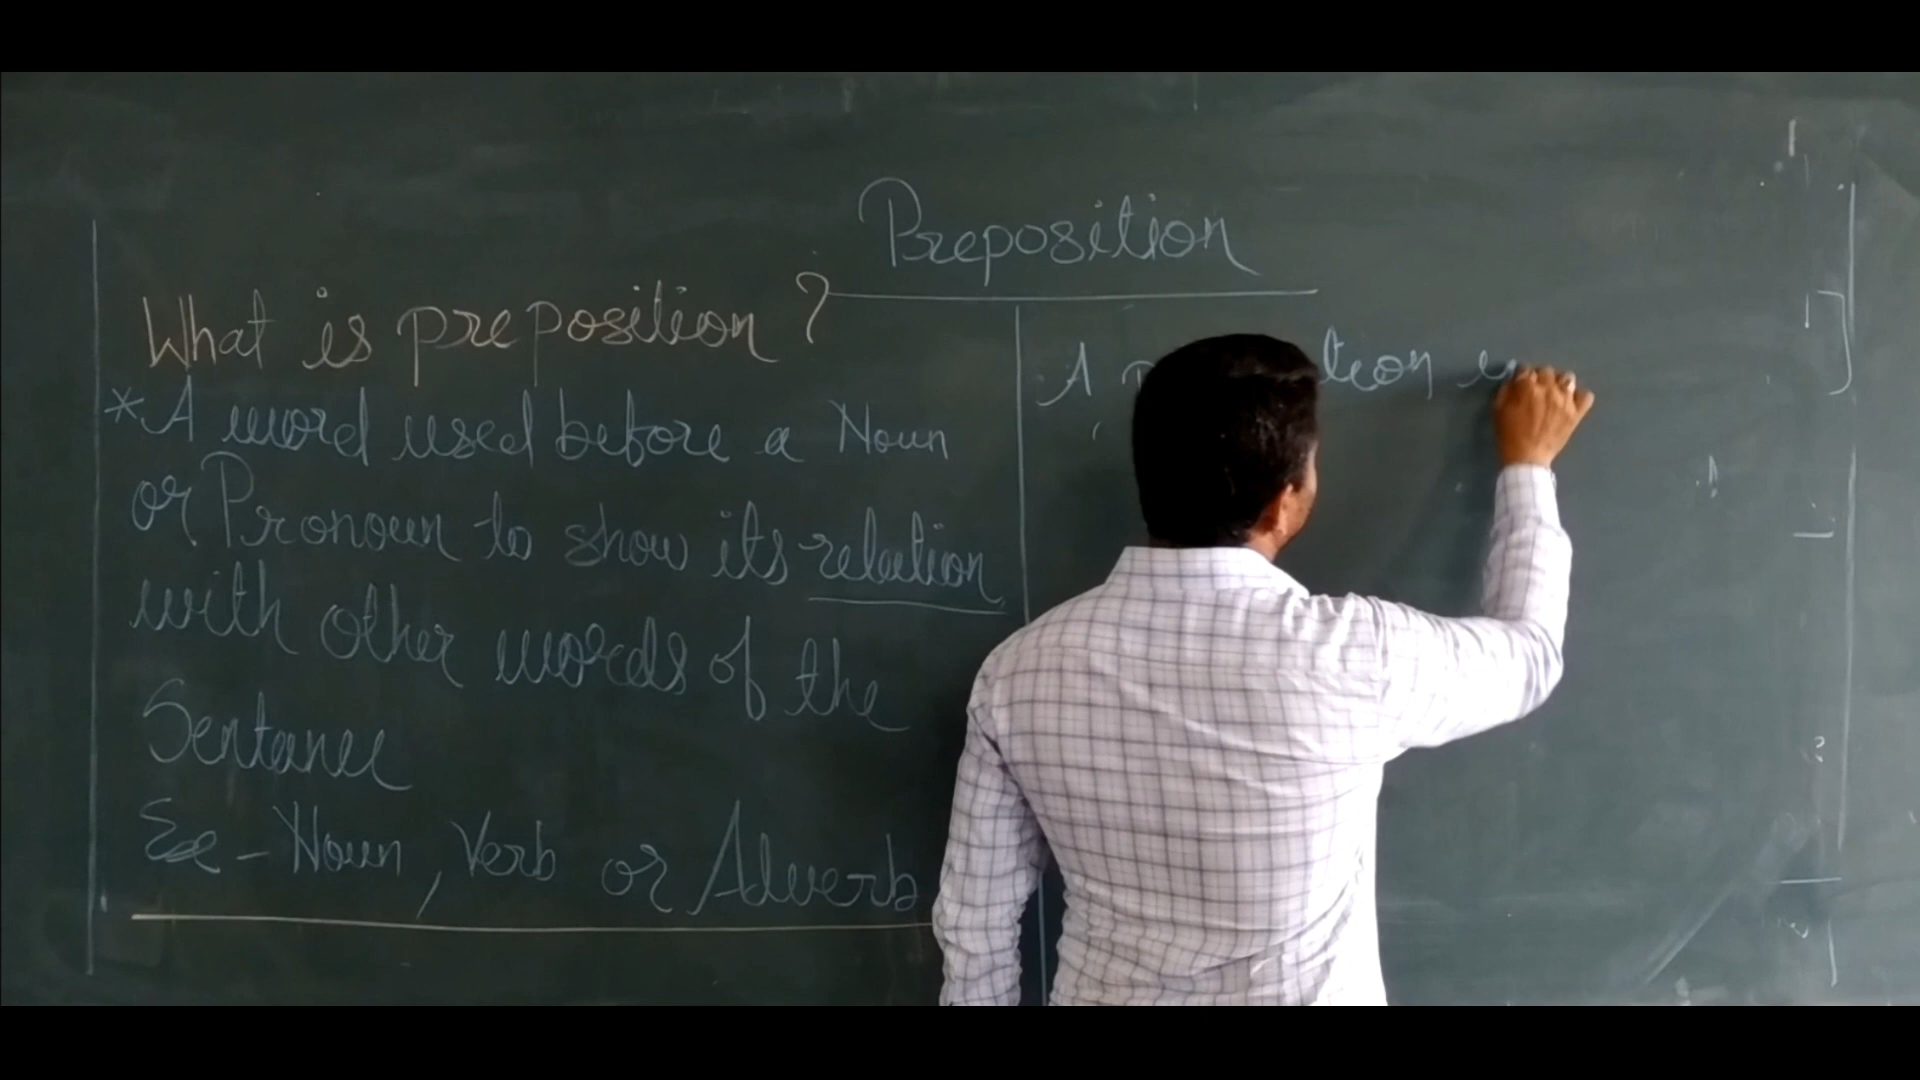 Preposition
What is preposition?
*A word used before a Noun
or Pronoun to show its relation
with other words of the
Sentance
Ex - Noun, Verb or Adverb
A